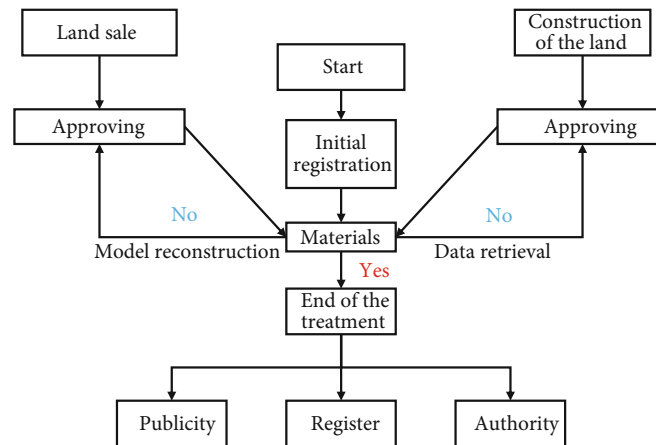 Land sale
Construction
of the land
Start
Approving
Approving
Initial
registration
No
No
Materials
Model reconstruction
Data retrieval
Yes
End of the
treatment
Publicity
Register
Authority